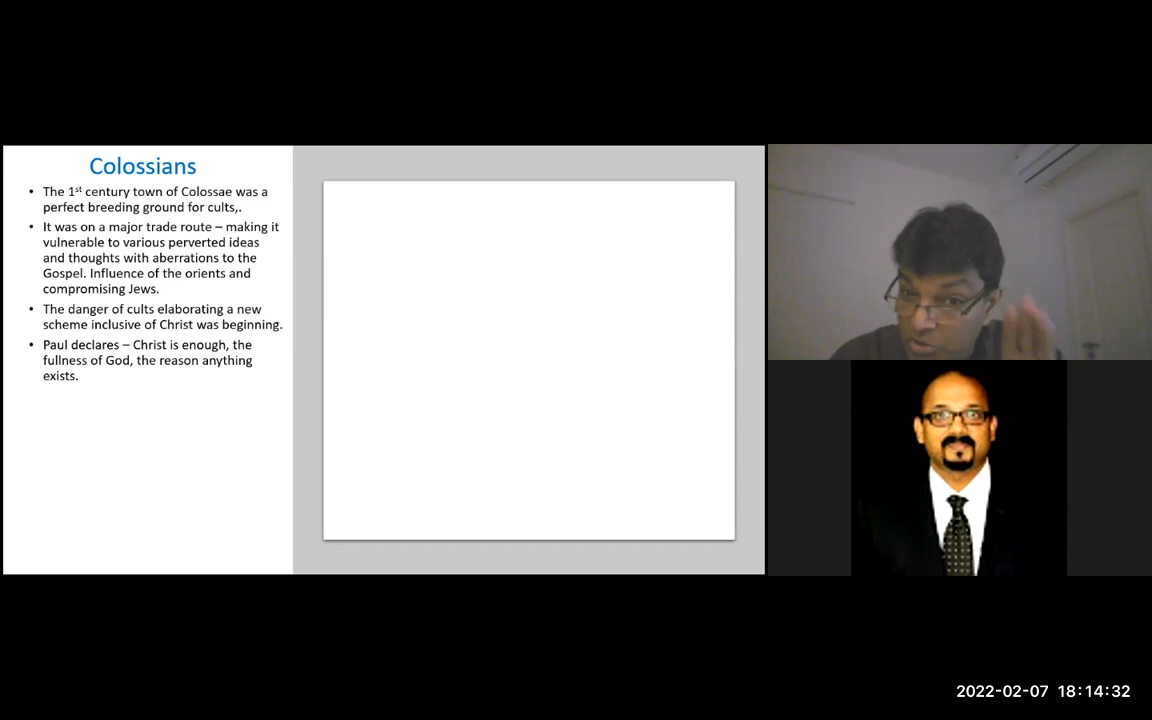 Colossians
• The 1st century town of Colossae was a
perfect breeding ground for cults,.
• It was on a major trade route – making it
vulnerable to various perverted ideas
and thoughts with aberrations to the
Gospel. Influence of the orients and
compromising Jews.
• The danger of cults elaborating a new
scheme inclusive of Christ was beginning.
• Paul declares – Christ is enough, the
fullness of God, the reason anything
exists.
2022-02-07 18:14:32